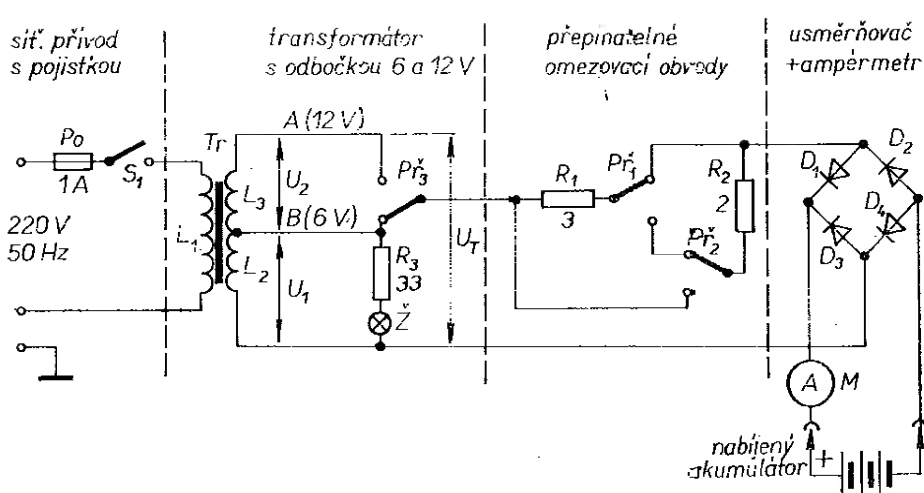 síť. přívod
s pojistkou
transformátor
s odbočkou 6 a 12 V
přepínatelné
omezovací obvody
usměrňovač
+ampérmetr
Po
1A
S1
220 V
50 Hz
Tr
L1
L3
L2
A (12 V)
U2
B (6 V)
U1
Př3
R3
33
Ž
UT
R1
3
Př1
Př2
R2
2
D1
D2
D3
D4
A
M
nabíjený
akumulátor
+